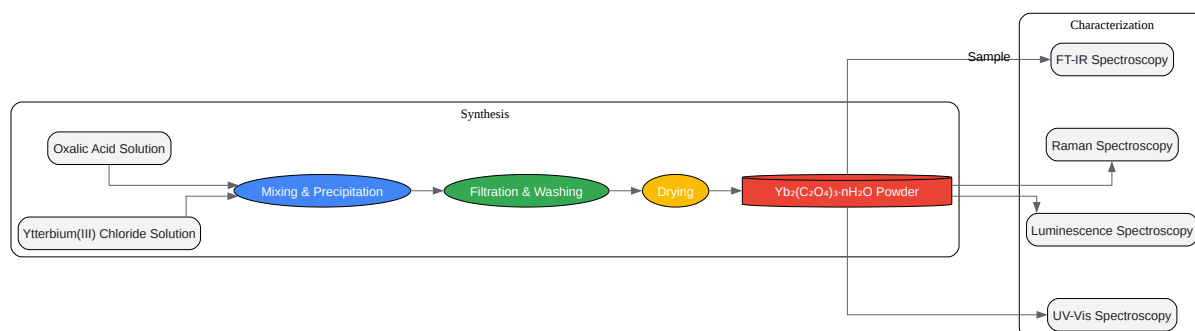 Characterization
Sample
FT-IR Spectroscopy
Synthesis
Oxalic Acid Solution
Raman Spectroscopy
Mixing & Precipitation
Filtration & Washing
Drying
Yb₂(C₂O₄)₃·nH₂O Powder
Ytterbium(III) Chloride Solution
Luminescence Spectroscopy
UV-Vis Spectroscopy